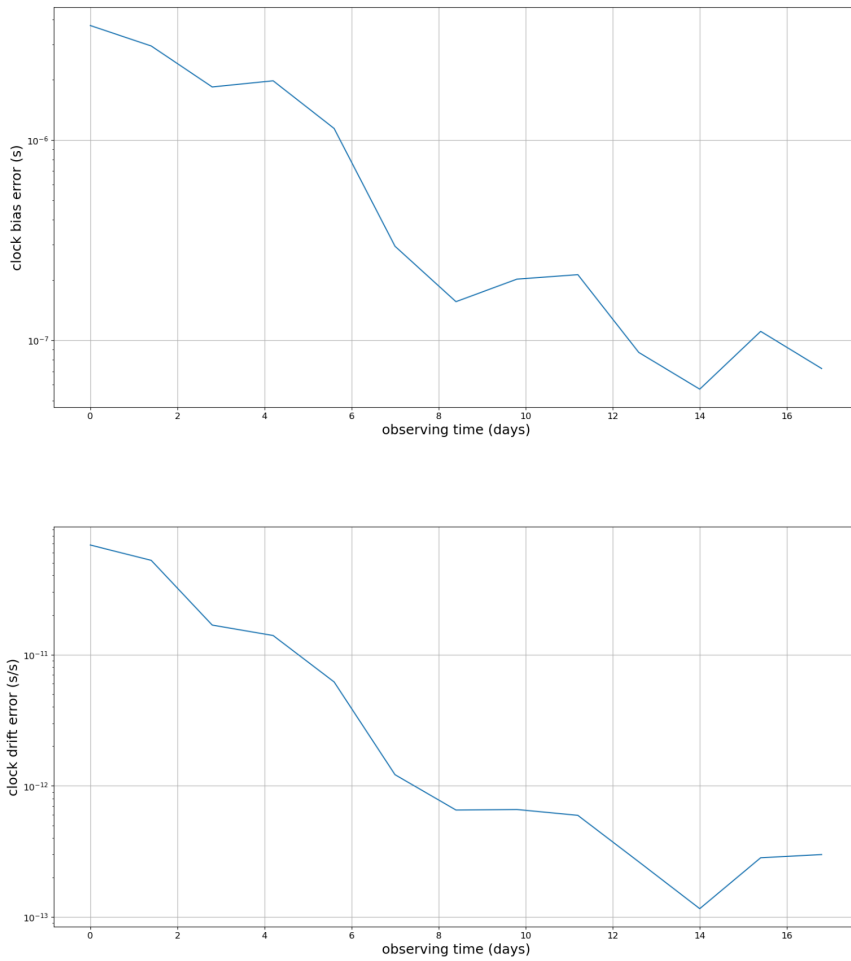 clock bias error (s)
10⁻⁶
10⁻⁷
0 2 4 6 8 10 12 14 16
observing time (days)
clock drift error (s/s)
10⁻¹¹
10⁻¹²
10⁻¹³
0 2 4 6 8 10 12 14 16
observing time (days)